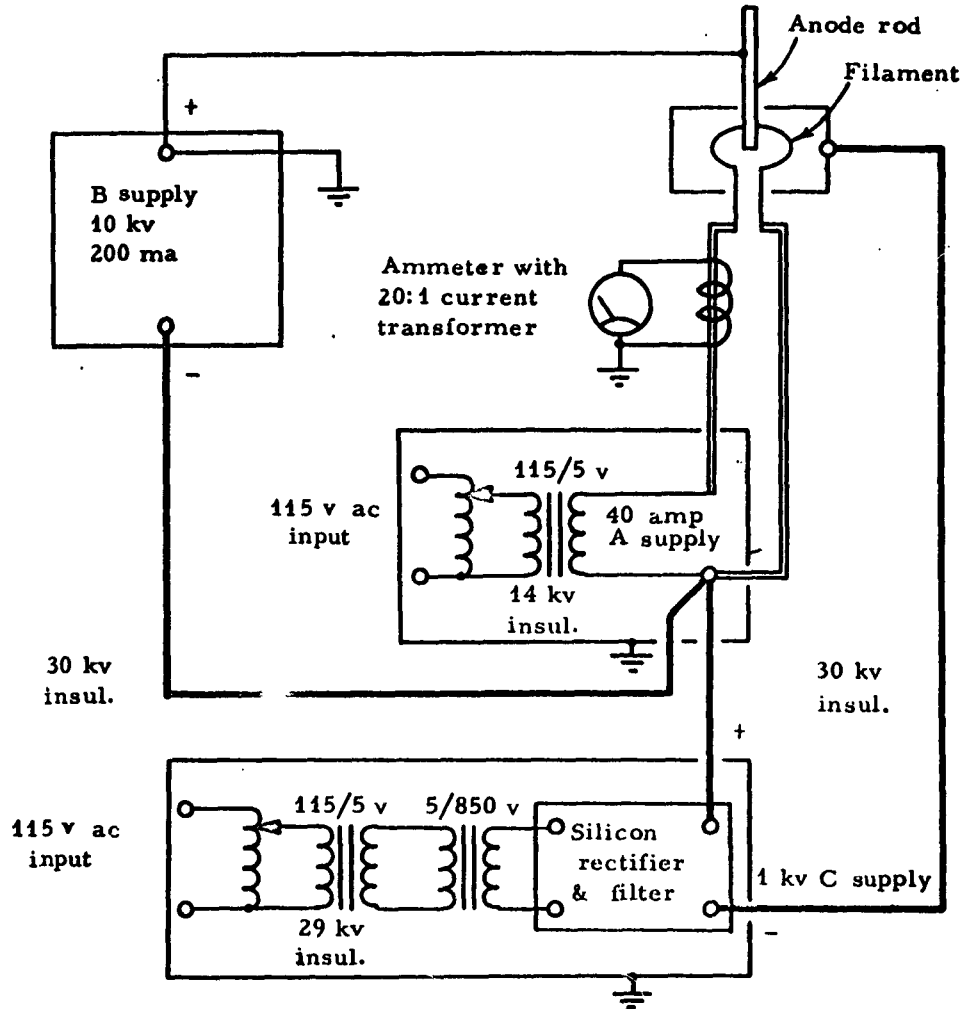 Anode rod
Filament
+
B supply
10 kv
200 ma
-
Ammeter with
20:1 current
transformer
115 v ac
input
115/5 v
40 amp
A supply
14 kv
insul.
30 kv
insul.
30 kv
insul.
+
115 v ac
input
115/5 v
5/850 v
Silicon
rectifier
& filter
29 kv
insul.
1 kv C supply
-